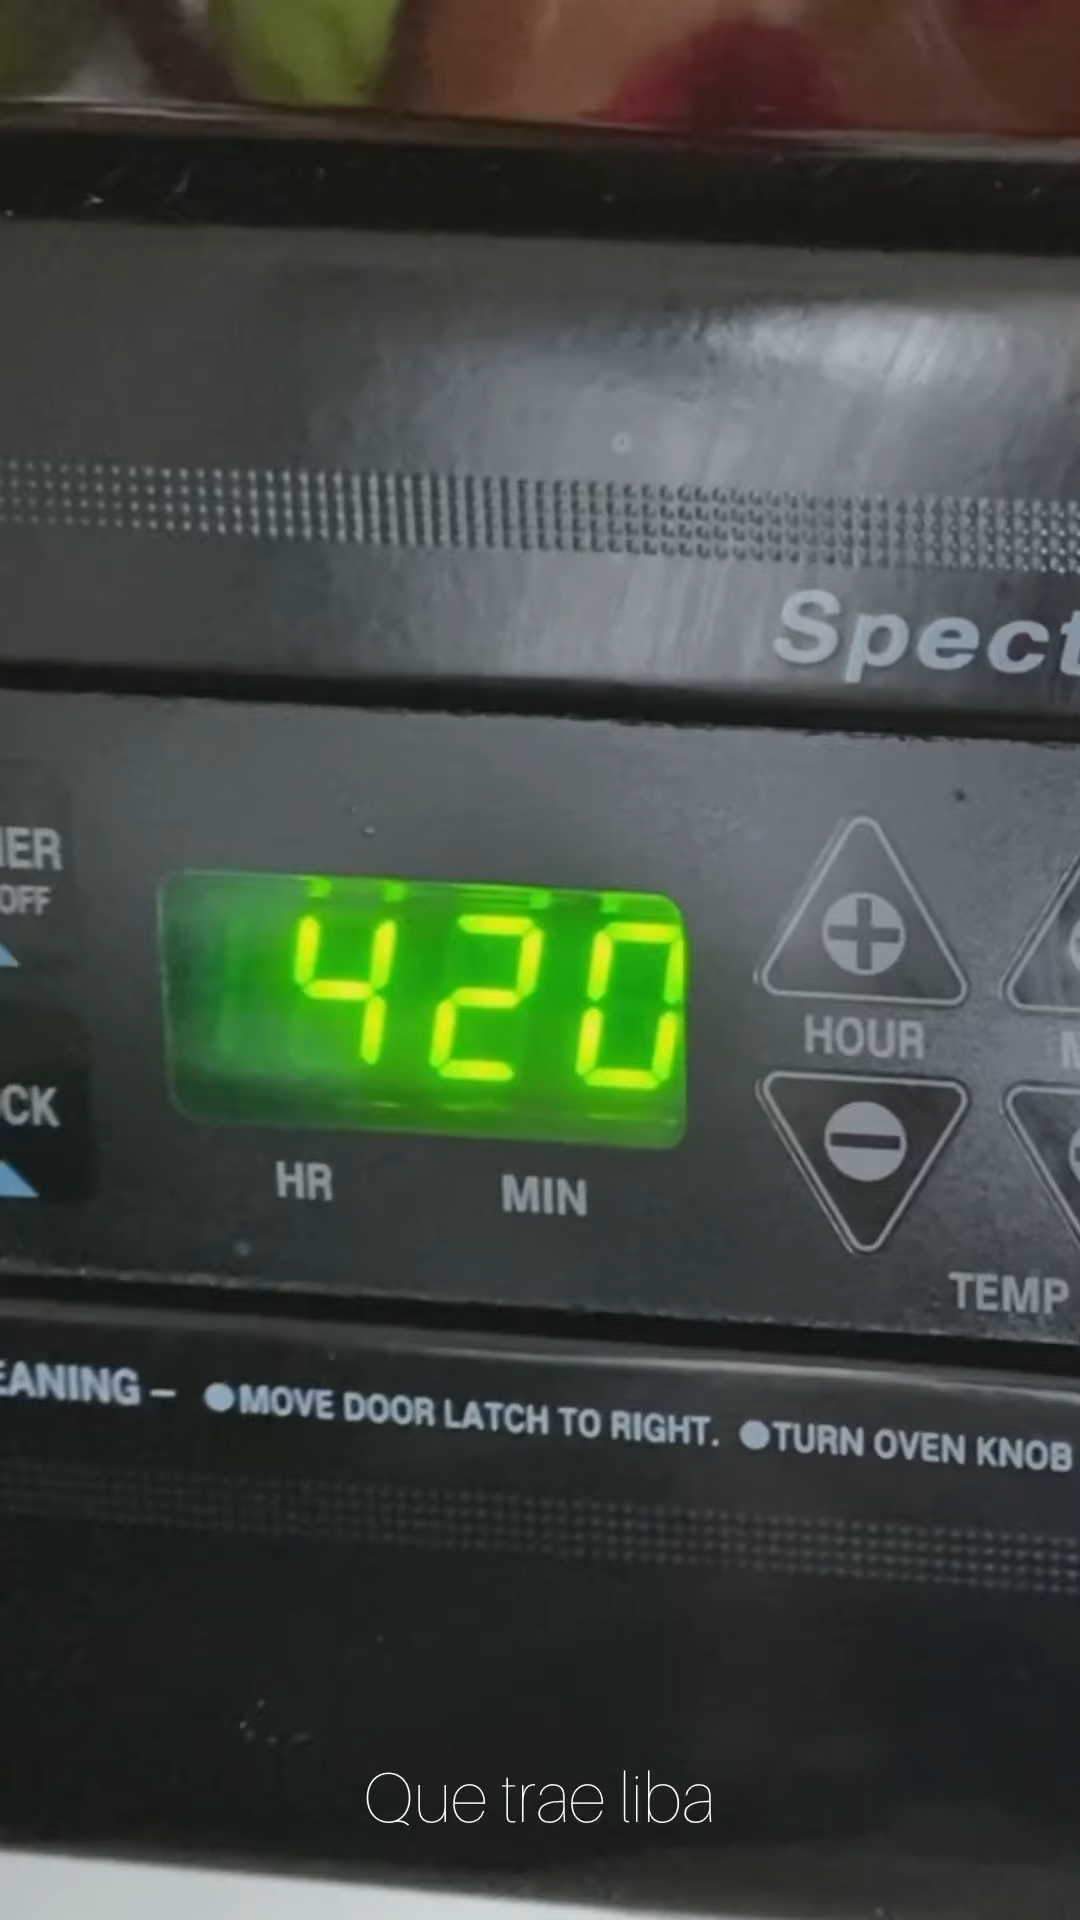 Spect
ER
OFF
420
HOUR
CK
HR MIN
TEMP
EANING – ●MOVE DOOR LATCH TO RIGHT. ●TURN OVEN KNOB
Que trae liba